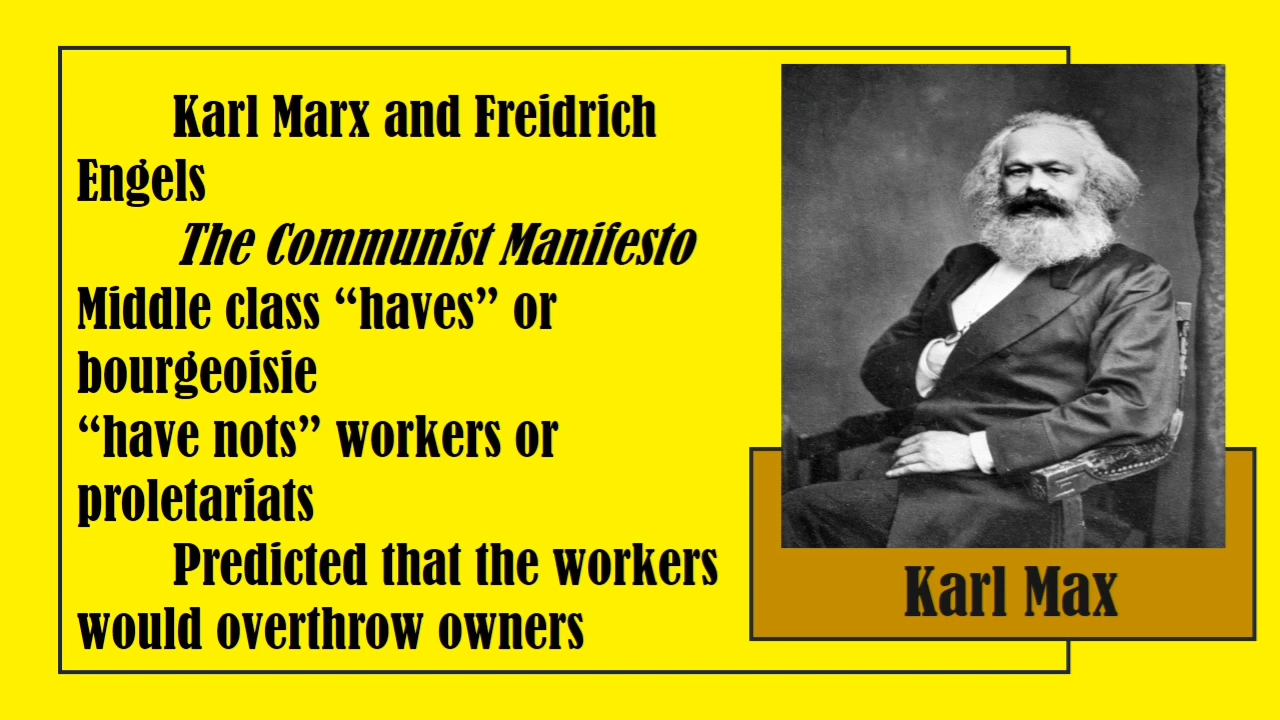 Karl Marx and Freidrich
Engels
The Communist Manifesto
Middle class “haves” or
bourgeoisie
“have nots” workers or
proletariats
Predicted that the workers
would overthrow owners
Karl Max